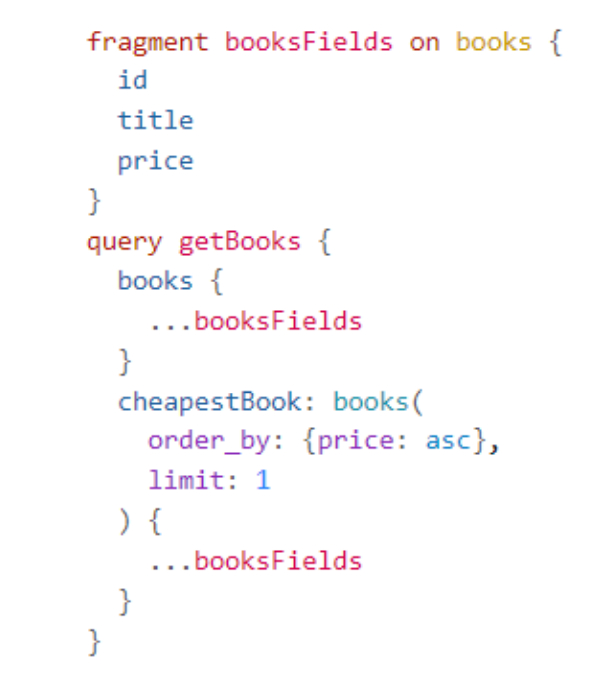 fragment booksFields on books {
  id
  title
  price
}
query getBooks {
  books {
    ...booksFields
  }
  cheapestBook: books(
    order_by: {price: asc},
    limit: 1
  ) {
    ...booksFields
  }
}